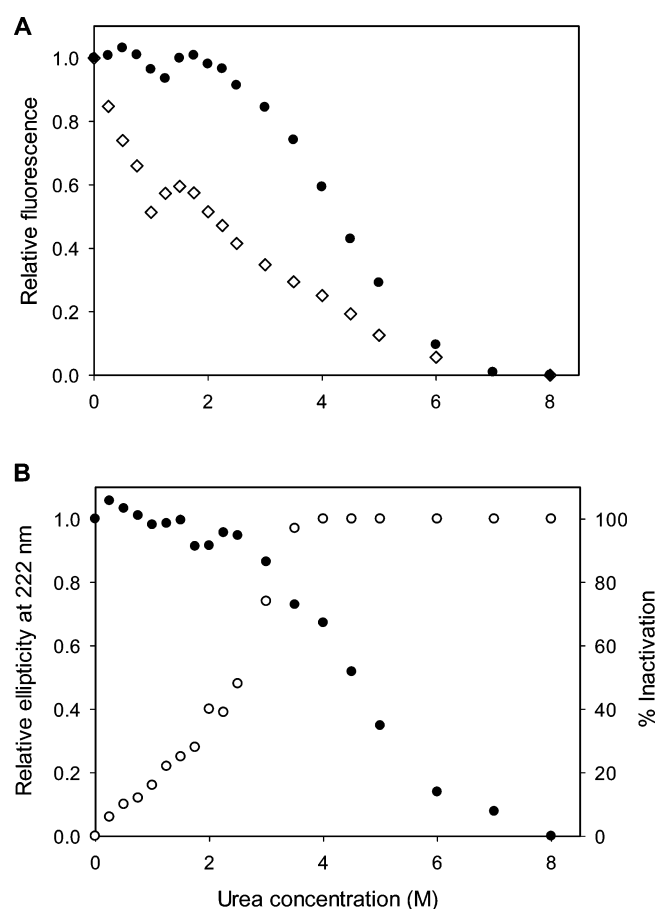 A
Relative fluorescence
1.0
0.8
0.6
0.4
0.2
0.0
0 2 4 6 8
B
Relative ellipticity at 222 nm
1.0
0.8
0.6
0.4
0.2
0.0
100
80
60
40
20
0
% Inactivation
0 2 4 6 8
Urea concentration (M)